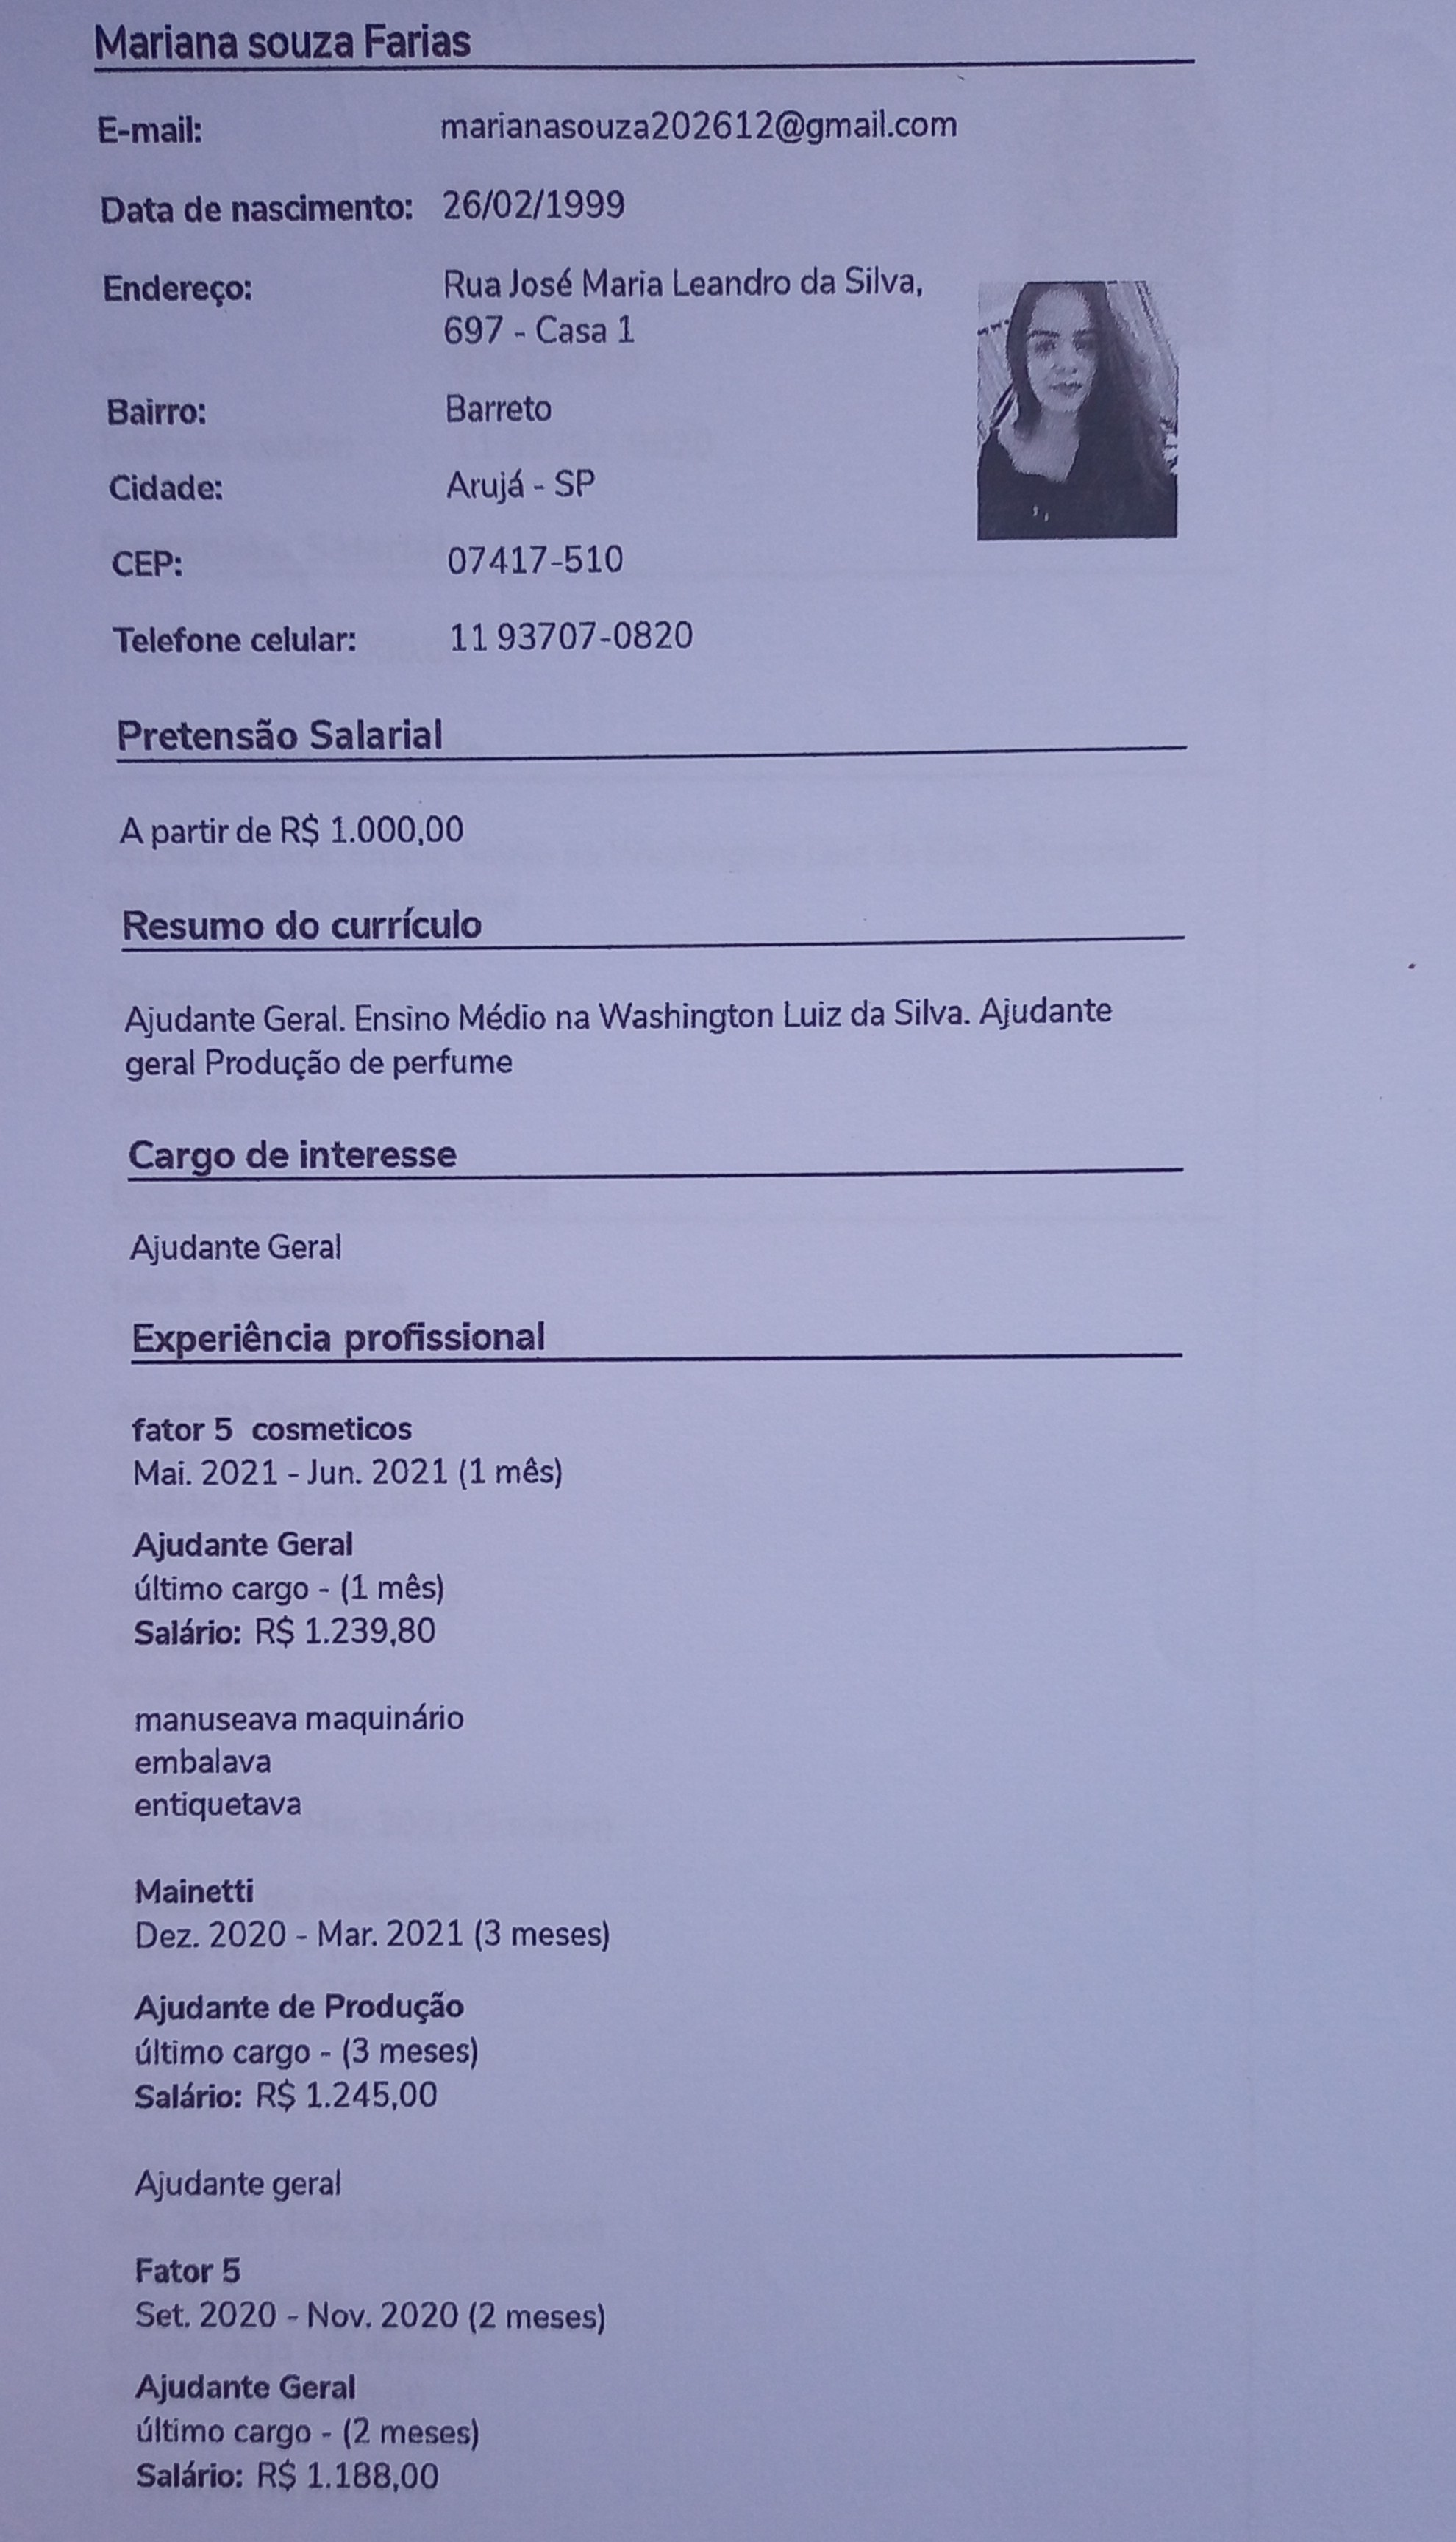 Mariana souza Farias
E-mail: marianasouza202612@gmail.com
Data de nascimento: 26/02/1999
Endereço: Rua José Maria Leandro da Silva,
697 - Casa 1
Bairro: Barreto
Cidade: Arujá - SP
CEP: 07417-510
Telefone celular: 11 93707-0820
Pretensão Salarial
A partir de R$ 1.000,00
Resumo do currículo
Ajudante Geral. Ensino Médio na Washington Luiz da Silva. Ajudante
geral Produção de perfume
Cargo de interesse
Ajudante Geral
Experiência profissional
fator 5 cosmeticos
Mai. 2021 - Jun. 2021 (1 mês)
Ajudante Geral
último cargo - (1 mês)
Salário: R$ 1.239,80
manuseava maquinário
embalava
entiquetava
Mainetti
Dez. 2020 - Mar. 2021 (3 meses)
Ajudante de Produção
último cargo - (3 meses)
Salário: R$ 1.245,00
Ajudante geral
Fator 5
Set. 2020 - Nov. 2020 (2 meses)
Ajudante Geral
último cargo - (2 meses)
Salário: R$ 1.188,00